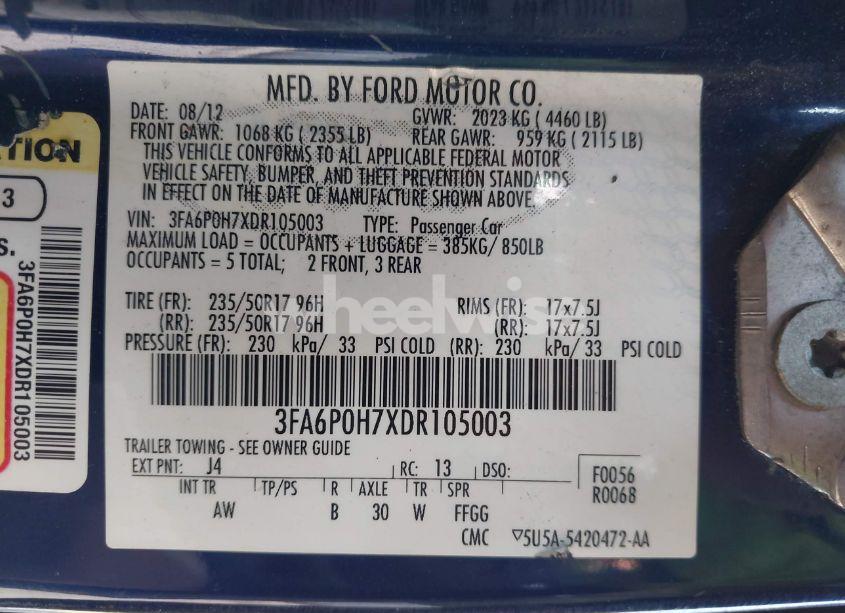 MFD. BY FORD MOTOR CO.
DATE: 08/12 GVWR: 2023 KG ( 4460 LB)
FRONT GAWR: 1068 KG ( 2355 LB) REAR GAWR: 959 KG ( 2115 LB)
THIS VEHICLE CONFORMS TO ALL APPLICABLE FEDERAL MOTOR
VEHICLE SAFETY, BUMPER, AND THEFT PREVENTION STANDARDS
IN EFFECT ON THE DATE OF MANUFACTURE SHOWN ABOVE.
VIN: 3FA6P0H7XDR105003 TYPE: Passenger Car
MAXIMUM LOAD = OCCUPANTS + LUGGAGE = 385KG/ 850LB
OCCUPANTS = 5 TOTAL; 2 FRONT, 3 REAR
TIRE (FR): 235/50R17 96H RIMS (FR): 17x7.5J
(RR): 235/50R17 96H (RR): 17x7.5J
PRESSURE (FR): 230 kPa/ 33 PSI COLD (RR): 230 kPa/ 33 PSI COLD
3FA6P0H7XDR105003
TRAILER TOWING - SEE OWNER GUIDE
EXT PNT: J4 RC: 13 DSO: F0056
R0068
INT TR TP/PS R AXLE TR SPR
AW B 30 W FFGG
CMC ▽5U5A-5420472-AA
TION
3
S.
3FA6P0H7XDR105003
heelwis